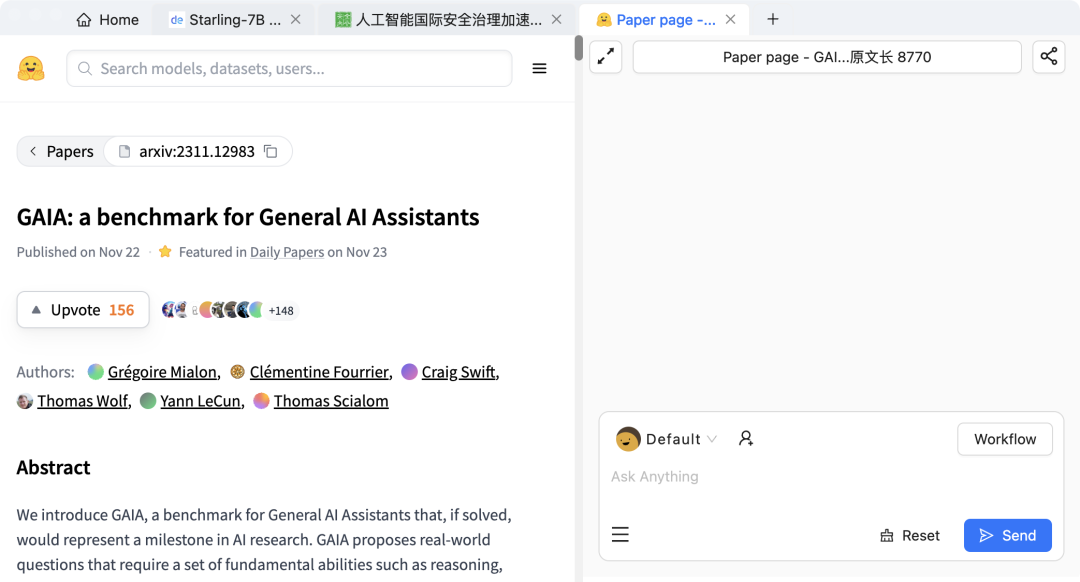 Home
de Starling-7B ...
人工智能国际安全治理加速...
Paper page -...
Search models, datasets, users...
Paper page - GAI...原文长 8770
Papers
arxiv:2311.12983
GAIA: a benchmark for General AI Assistants
Published on Nov 22 · Featured in Daily Papers on Nov 23
Upvote 156
+148
Authors: Grégoire Mialon, Clémentine Fourrier, Craig Swift,
Thomas Wolf, Yann LeCun, Thomas Scialom
Abstract
We introduce GAIA, a benchmark for General AI Assistants that, if solved,
would represent a milestone in AI research. GAIA proposes real-world
questions that require a set of fundamental abilities such as reasoning,
Default
Workflow
Ask Anything
Reset
Send